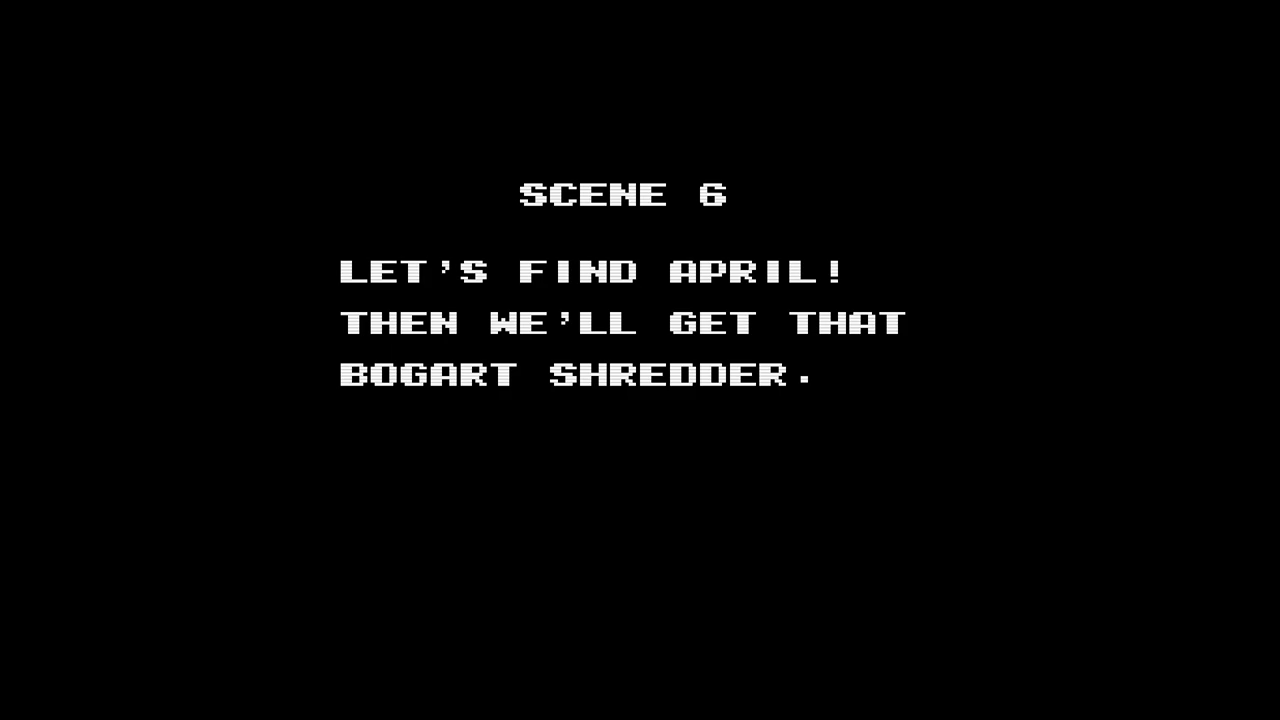 SCENE 6
LET'S FIND APRIL!
THEN WE'LL GET THAT
BOGART SHREDDER.